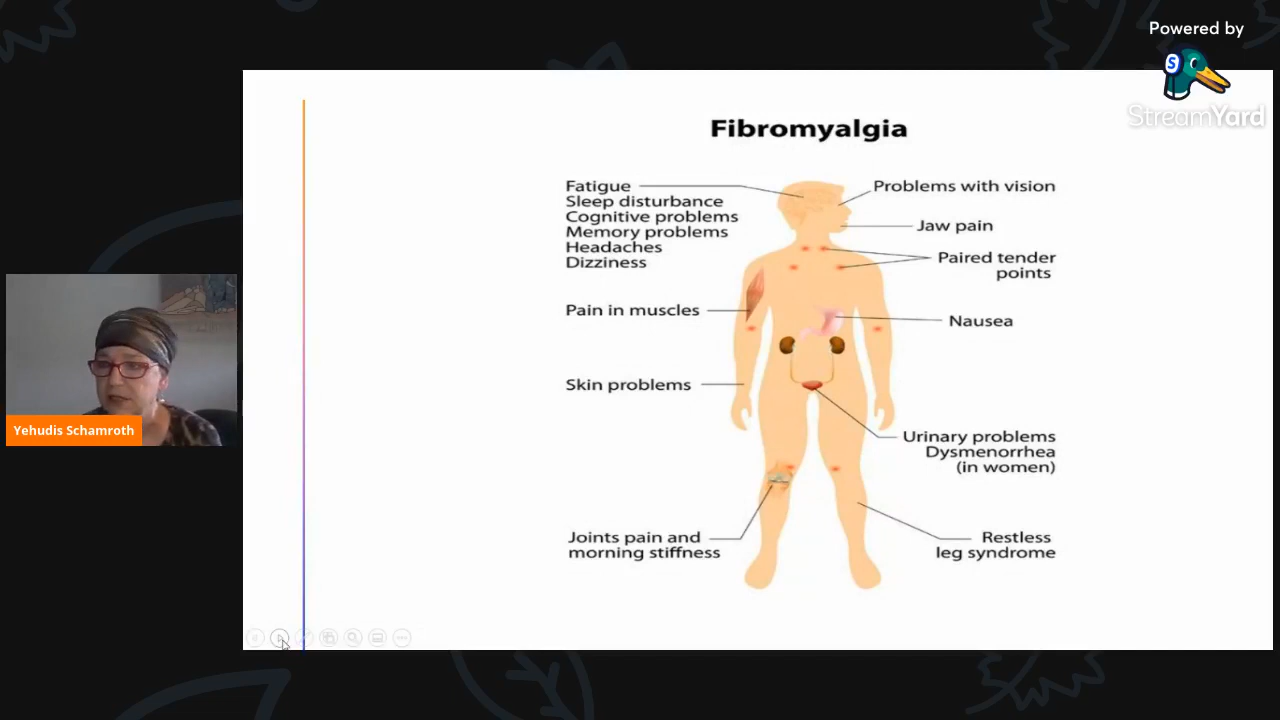 Powered by
S
StreamYard
Fibromyalgia
Fatigue
Sleep disturbance
Cognitive problems
Memory problems
Headaches
Dizziness
Problems with vision
Jaw pain
Paired tender
points
Pain in muscles
Nausea
Skin problems
Urinary problems
Dysmenorrhea
(in women)
Joints pain and
morning stiffness
Restless
leg syndrome
Yehudis Schamroth